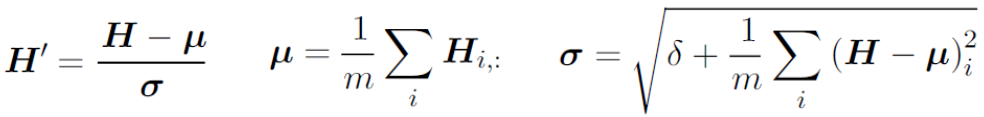 H′ = (H − μ)/σ   μ = 1/m ∑_i H_{i,:}   σ = √(δ + 1/m ∑_i (H − μ)_i^2)